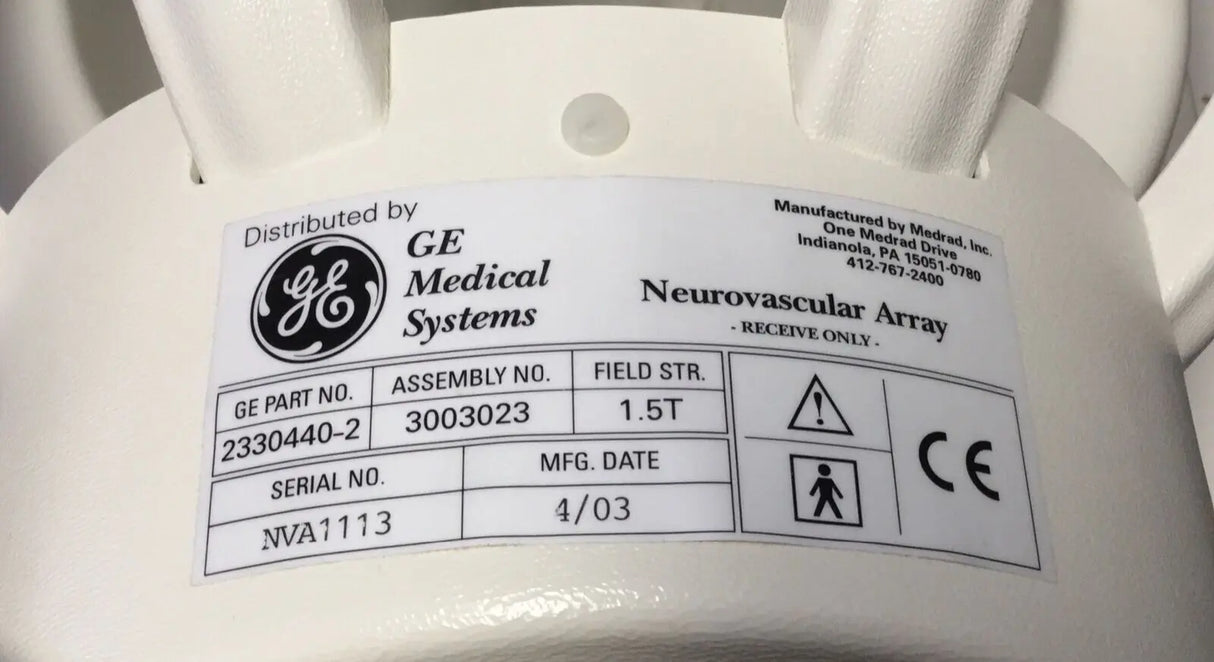 Distributed by
GE
GE
Medical
Systems
Manufactured by Medrad, Inc.
One Medrad Drive
Indianola, PA 15051-0780
412-767-2400
Neurovascular Array
- RECEIVE ONLY -
GE PART NO. ASSEMBLY NO. FIELD STR.
2330440-2 3003023 1.5T
SERIAL NO. MFG. DATE
NVA1113 4/03
CE